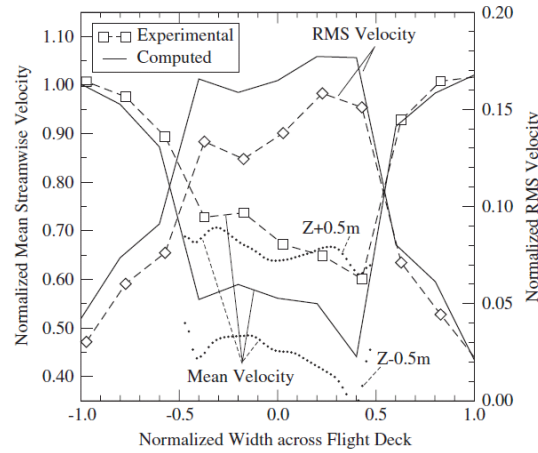 Experimental
Computed
RMS Velocity
Z+0.5m
Z-0.5m
Mean Velocity
Normalized Mean Streamwise Velocity
1.10
1.00
0.90
0.80
0.70
0.60
0.50
0.40
Normalized RMS Velocity
0.20
0.15
0.10
0.05
0.00
-1.0 -0.5 0.0 0.5 1.0
Normalized Width across Flight Deck